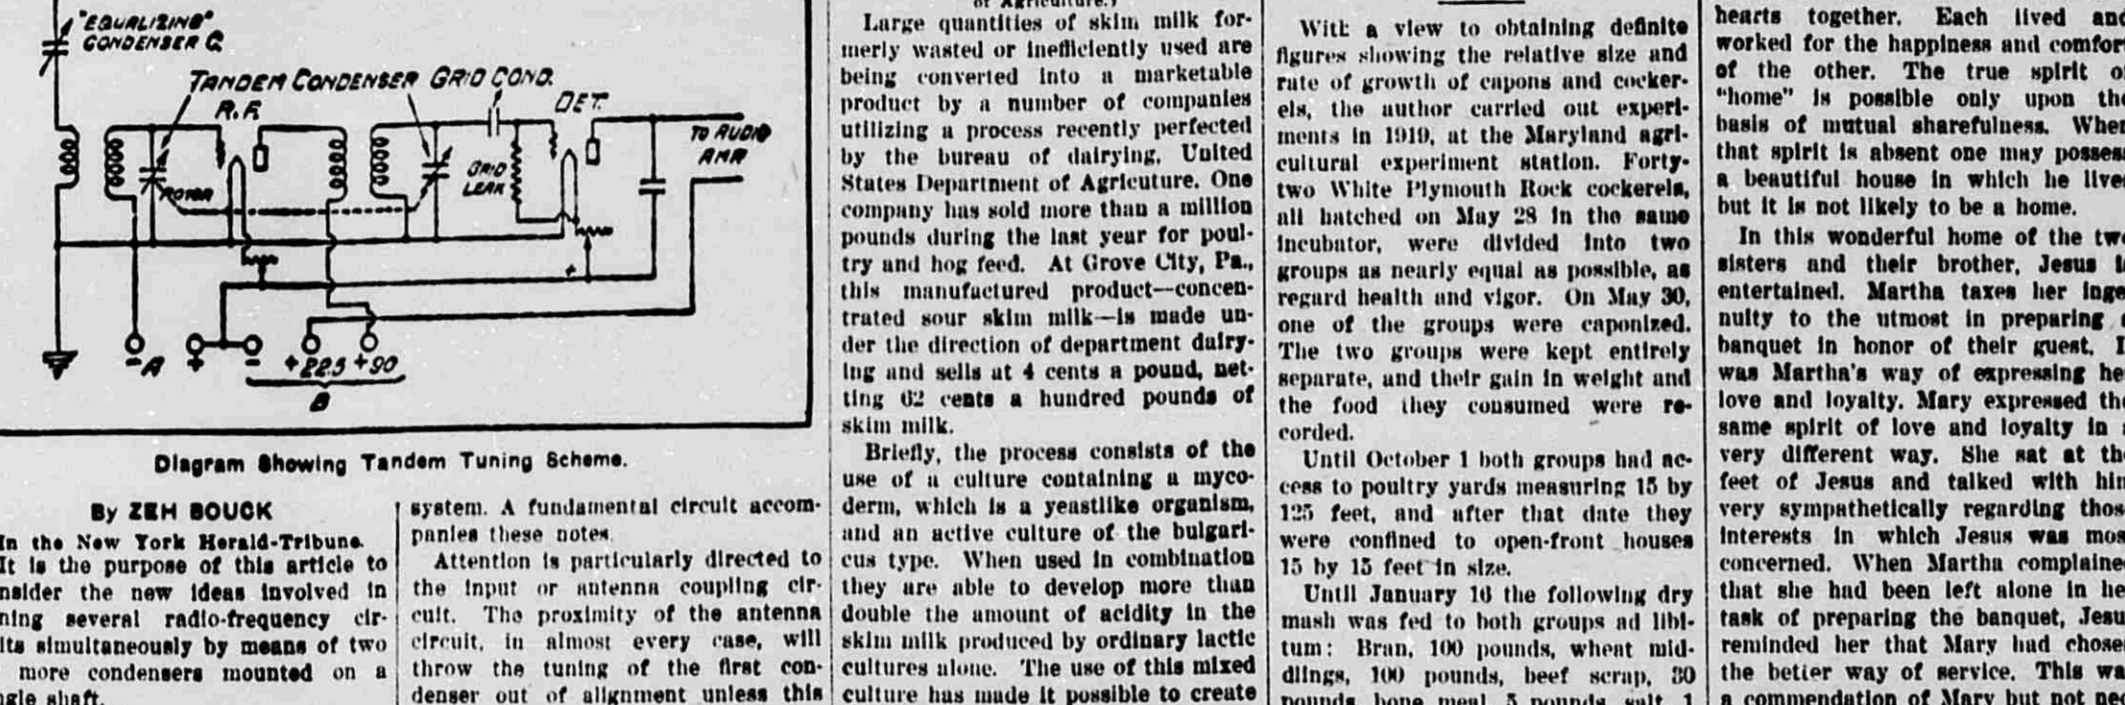 "EQUALIZING"
CONDENSER C
TANDEM CONDENSER GRID COND.
R.F.
DET.
TO AUDIO
AMP.
GRID
LEAK
ROTOR
+
-A + - +22.5 +90
B
Diagram Showing Tandem Tuning Scheme.
By ZEH BOUCK
In the New York Herald-Tribune.
It is the purpose of this article to
the new ideas involved in
several radio-frequency cir-
simultaneously by means of two
more condensers mounted on a
shaft.
system. A fundamental circuit accom-
panies these notes.
Attention is particularly directed to
the input or antenna coupling cir-
cuit. The proximity of the antenna
circuit, in almost every case, will
throw the tuning of the first con-
denser out of alignment unless this
of Agriculture.)
Large quantities of skim milk for-
merly wasted or inefficiently used are
being converted into a marketable
product by a number of companies
utilizing a process recently perfected
by the bureau of dairying, United
States Department of Agricuture. One
company has sold more than a million
pounds during the last year for poul-
try and hog feed. At Grove City, Pa.,
this manufactured product—concen-
trated sour skim milk—is made un-
der the direction of department dairy-
ing and sells at 4 cents a pound, net-
ting 62 cents a hundred pounds of
skim milk.
Briefly, the process consists of the
use of a culture containing a myco-
derm, which is a yeastlike organism,
and an active culture of the bulgari-
cus type. When used in combination
they are able to develop more than
double the amount of acidity in the
skim milk produced by ordinary lactic
cultures alone. The use of this mixed
culture has made it possible to create
With a view to obtaining definite
figures showing the relative size and
rate of growth of capons and cocker-
els, the author carried out experi-
ments in 1919, at the Maryland agri-
cultural experiment station. Forty-
two White Plymouth Rock cockerels,
all hatched on May 28 in the same
incubator, were divided into two
groups as nearly equal as possible, as
regard health and vigor. On May 30,
one of the groups were caponized.
The two groups were kept entirely
separate, and their gain in weight and
the food they consumed were re-
corded.
Until October 1 both groups had ac-
cess to poultry yards measuring 15 by
125 feet, and after that date they
were confined to open-front houses
15 by 15 feet in size.
Until January 16 the following dry
mash was fed to both groups ad libi-
tum: Bran, 100 pounds, wheat mid-
dlings, 100 pounds, beef scrap, 30
pounds, bone meal, 5 pounds, salt, 1
hearts together. Each lived and
worked for the happiness and comfort
of the other. The true spirit of
"home" is possible only upon the
basis of mutual sharefulness. When
that spirit is absent one may possess
a beautiful house in which he lives
but it is not likely to be a home.
In this wonderful home of the two
sisters and their brother, Jesus is
entertained. Martha taxes her inge-
nuity to the utmost in preparing a
banquet in honor of their guest. It
was Martha's way of expressing her
love and loyalty. Mary expressed the
same spirit of love and loyalty in a
very different way. She sat at the
feet of Jesus and talked with him
very sympathetically regarding those
interests in which Jesus was most
concerned. When Martha complained
that she had been left alone in her
task of preparing the banquet, Jesus
reminded her that Mary had chosen
the better way of service. This was
a commendation of Mary but not